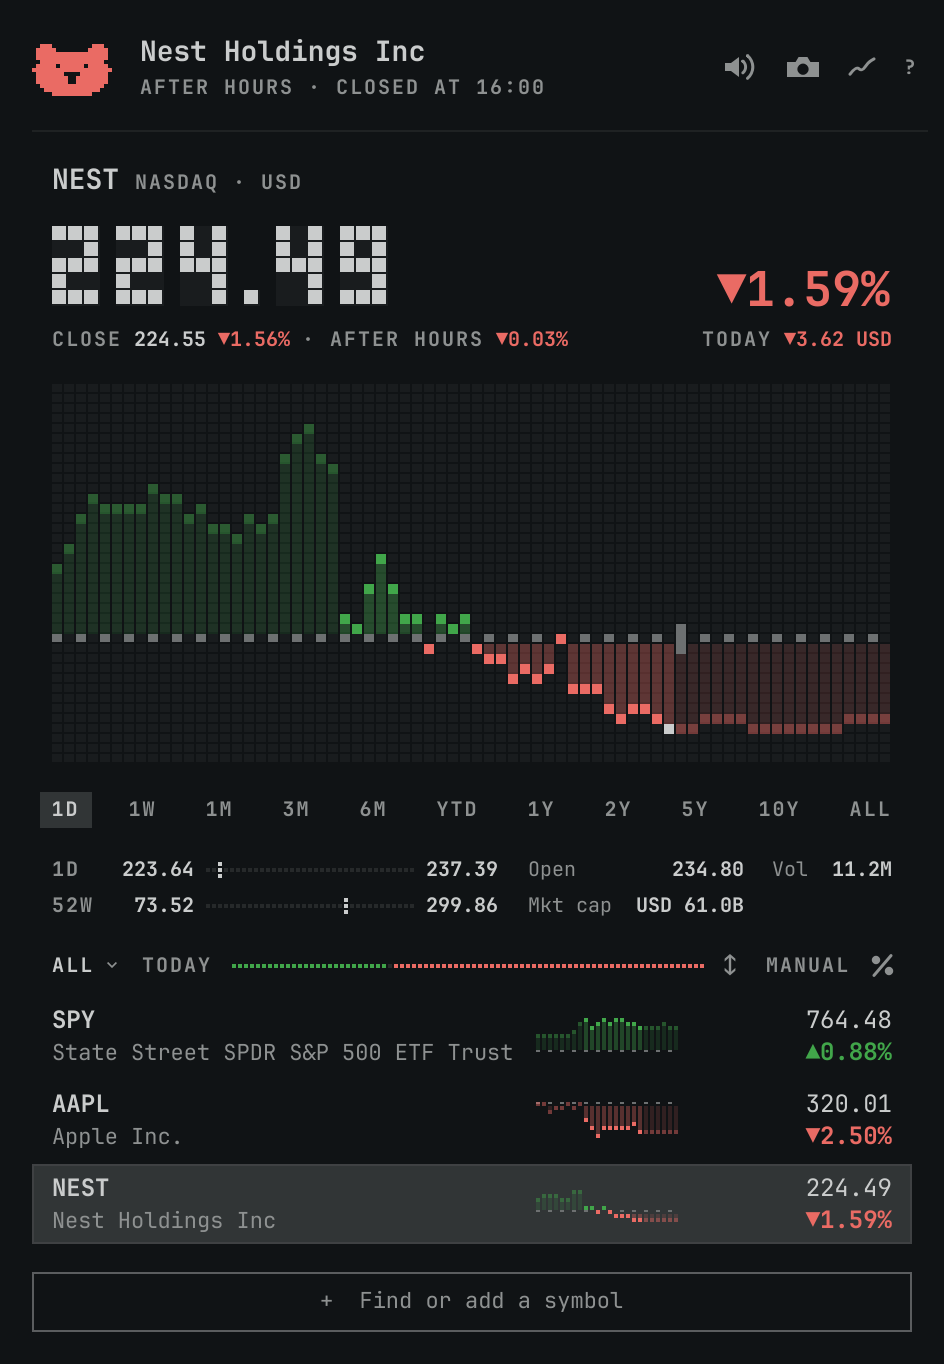 Nest Holdings Inc
AFTER HOURS · CLOSED AT 16:00
?
NEST NASDAQ · USD
224.49
▼1.59%
CLOSE 224.55 ▼1.56% · AFTER HOURS ▼0.03%
TODAY ▼3.62 USD
1D 1W 1M 3M 6M YTD 1Y 2Y 5Y 10Y ALL
1D 223.64 237.39 Open 234.80 Vol 11.2M
52W 73.52 299.86 Mkt cap USD 61.0B
ALL TODAY MANUAL %
SPY 764.48
State Street SPDR S&P 500 ETF Trust ▲0.88%
AAPL 320.01
Apple Inc. ▼2.50%
NEST 224.49
Nest Holdings Inc ▼1.59%
+ Find or add a symbol